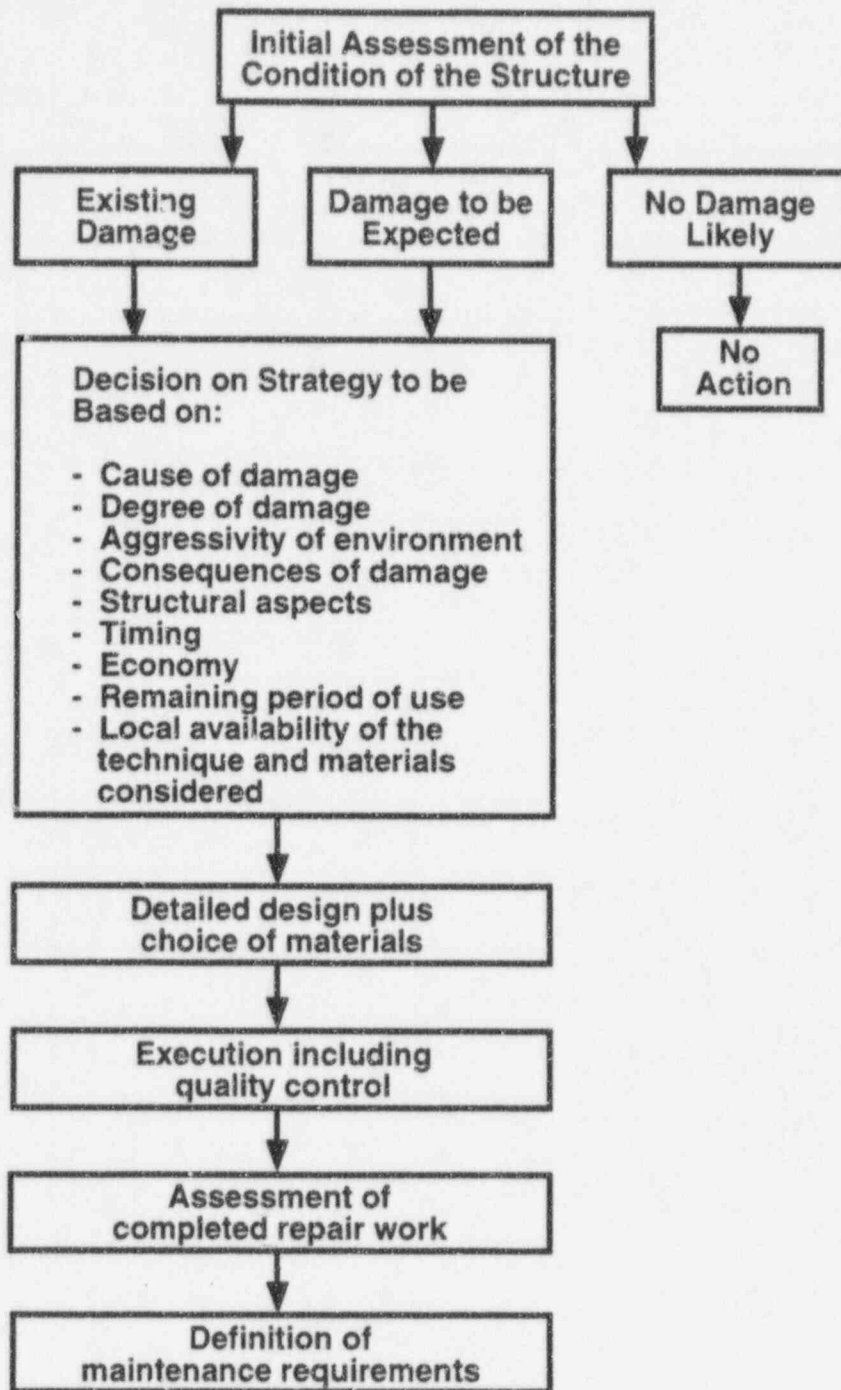 Initial Assessment of the
Condition of the Structure
Existing
Damage
Damage to be
Expected
No Damage
Likely
No
Action
Decision on Strategy to be
Based on:
- Cause of damage
- Degree of damage
- Aggressivity of environment
- Consequences of damage
- Structural aspects
- Timing
- Economy
- Remaining period of use
- Local availability of the
technique and materials
considered
Detailed design plus
choice of materials
Execution including
quality control
Assessment of
completed repair work
Definition of
maintenance requirements